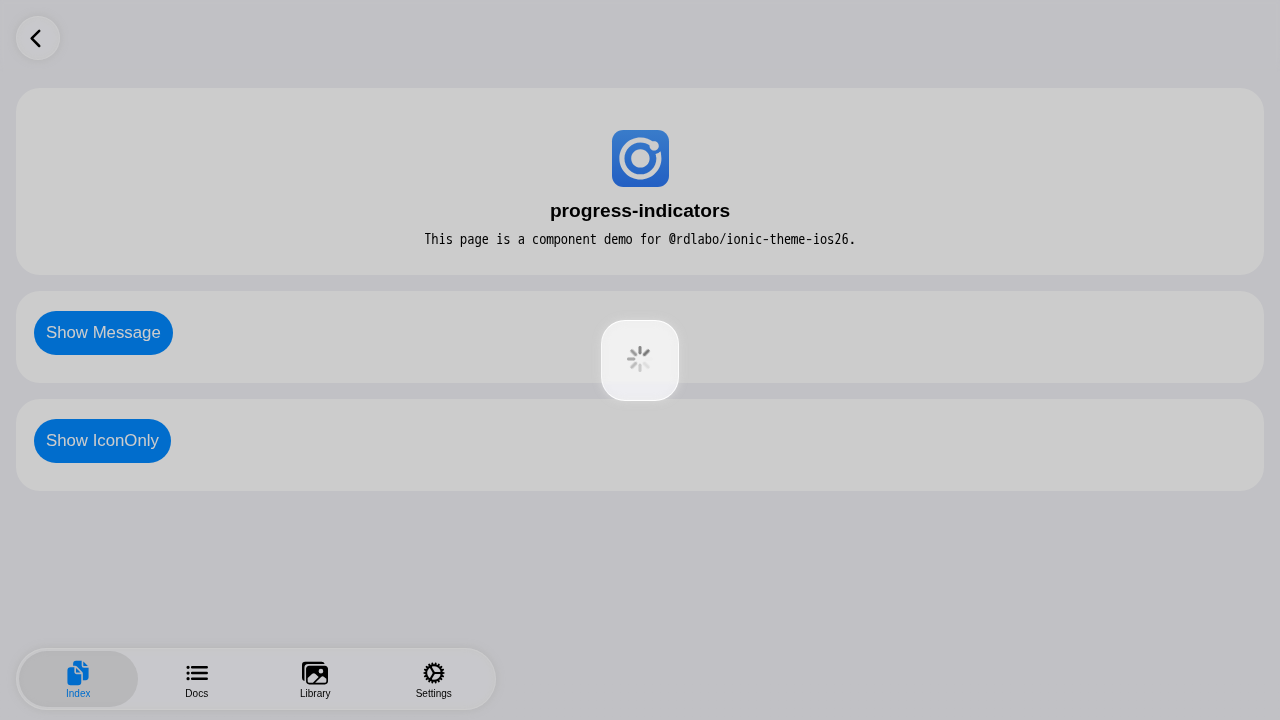 progress-indicators
This page is a component demo for @rdlabo/ionic-theme-ios26.
Show Message
Show IconOnly
Index
Docs
Library
Settings